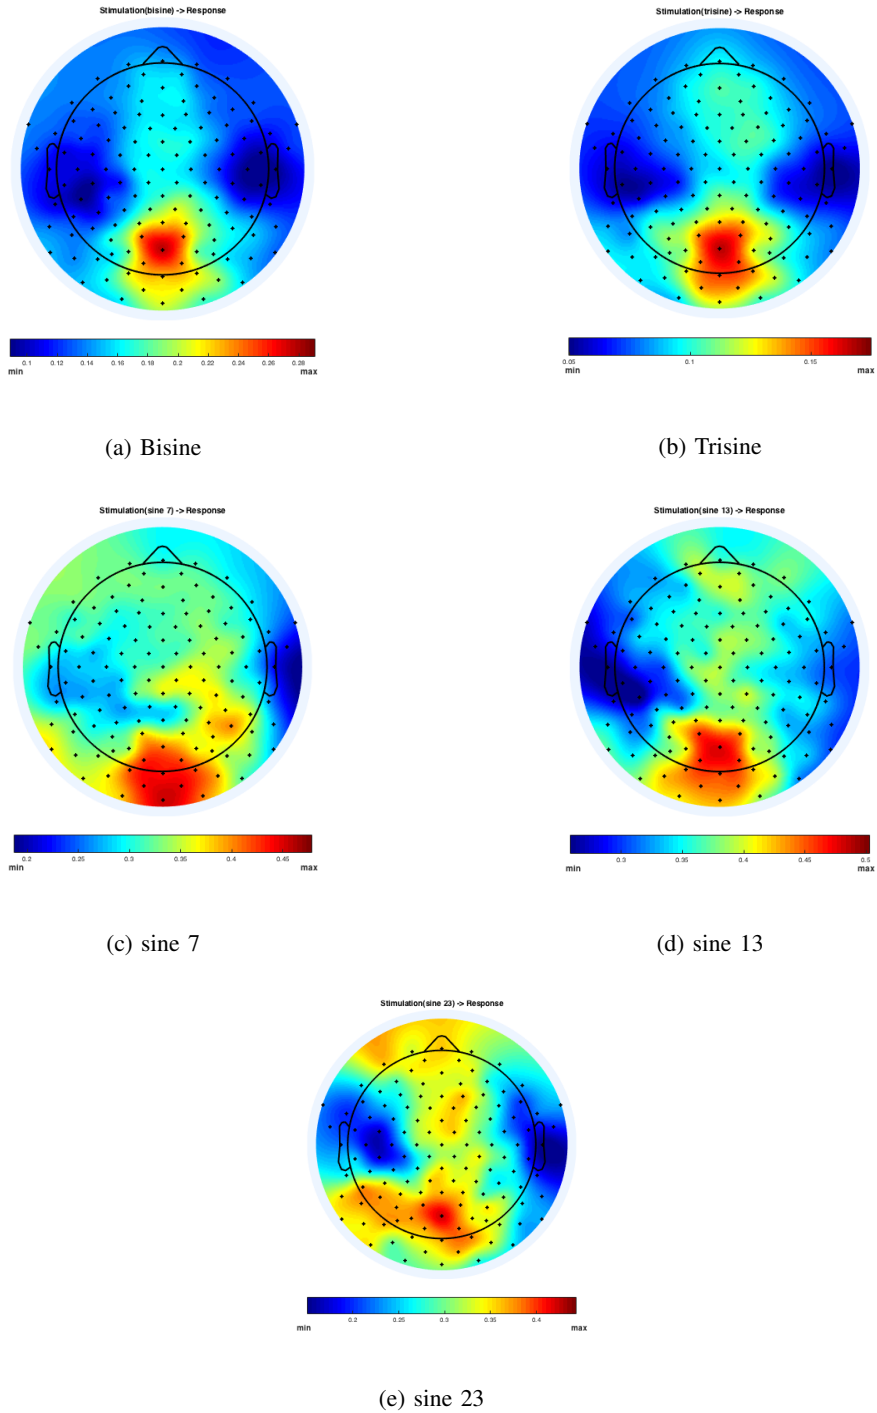 Stimulation(bisine) -> Response
0.1 0.12 0.14 0.16 0.18 0.2 0.22 0.24 0.26 0.28
min max
(a) Bisine
Stimulation(trisine) -> Response
0.05 0.1 0.15
min max
(b) Trisine
Stimulation(sine 7) -> Response
0.2 0.25 0.3 0.35 0.4 0.45
min max
(c) sine 7
Stimulation(sine 13) -> Response
0.3 0.35 0.4 0.45 0.5
min max
(d) sine 13
Stimulation(sine 23) -> Response
0.2 0.25 0.3 0.35 0.4
min max
(e) sine 23